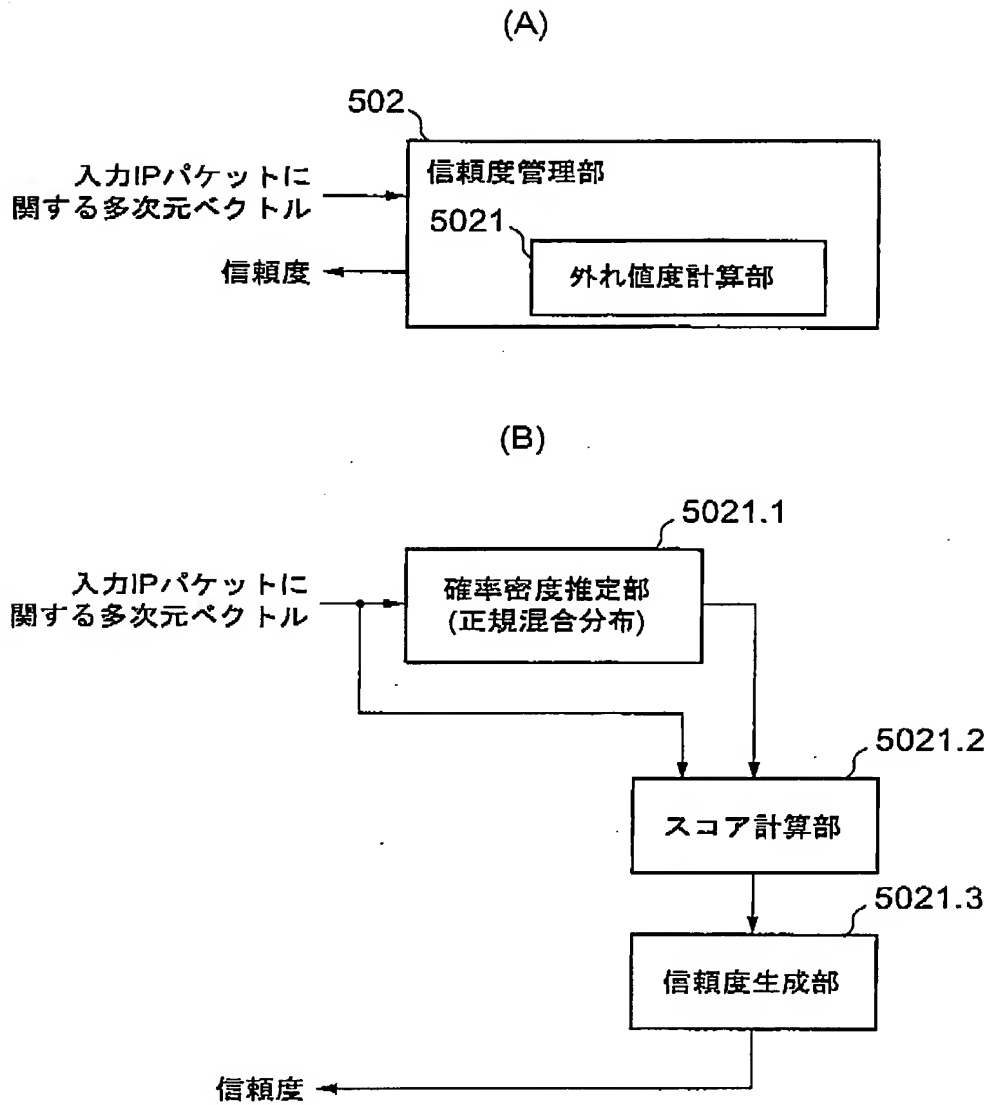 (A)
502
入力IPパケットに
関する多次元ベクトル
信頼度管理部
5021
信頼度
外れ値度計算部
(B)
5021.1
入力IPパケットに
関する多次元ベクトル
確率密度推定部
(正規混合分布)
5021.2
スコア計算部
5021.3
信頼度生成部
信頼度